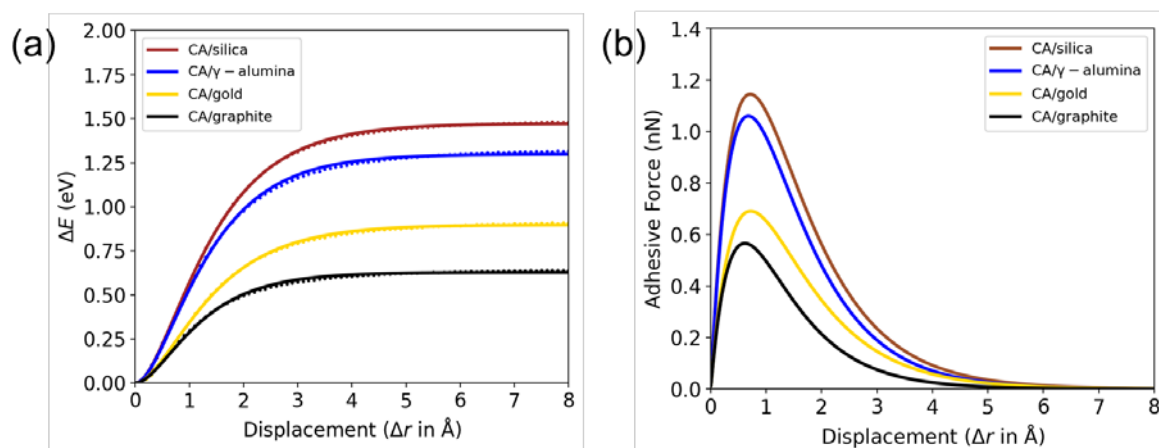 (a)
2.00
1.75
1.50
1.25
1.00
0.75
0.50
0.25
0.00
ΔE (eV)
CA/silica
CA/γ − alumina
CA/gold
CA/graphite
0 1 2 3 4 5 6 7 8
Displacement (Δr in Å)
(b)
1.4
1.2
1.0
0.8
0.6
0.4
0.2
0.0
Adhesive Force (nN)
CA/silica
CA/γ − alumina
CA/gold
CA/graphite
0 1 2 3 4 5 6 7 8
Displacement (Δr in Å)